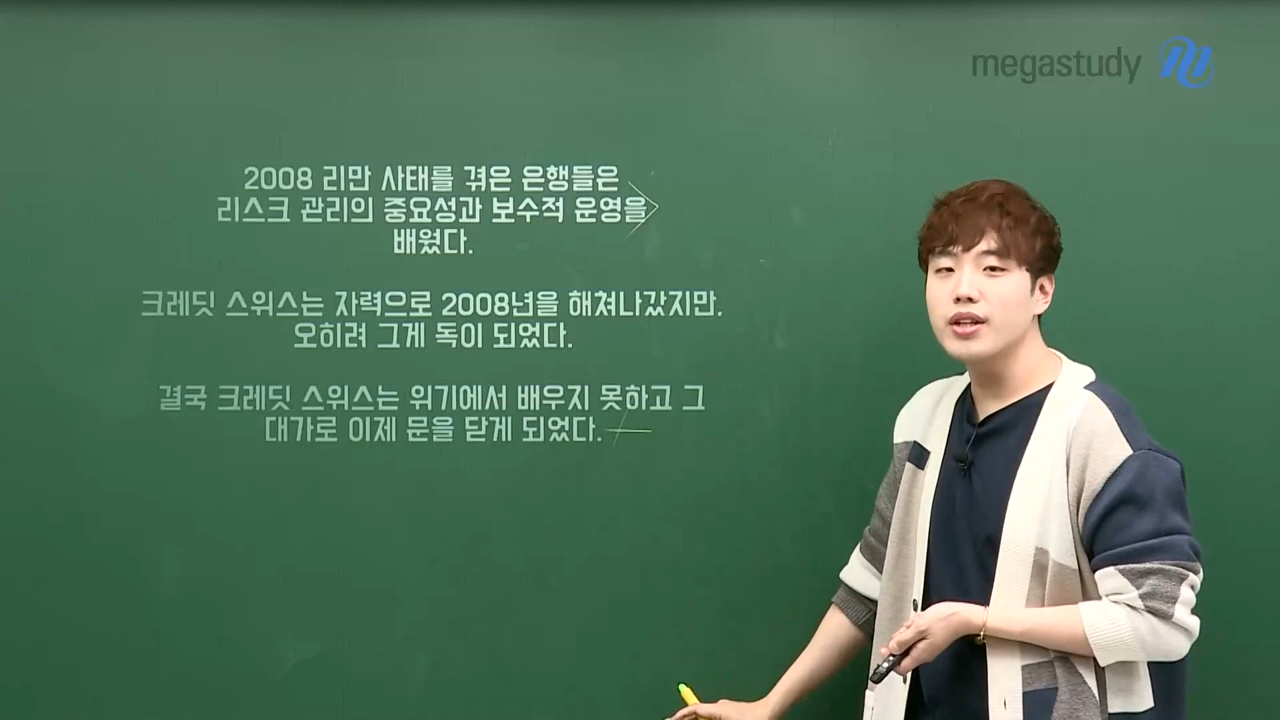 megastudy
2008 리만 사태를 겪은 은행들은
리스크 관리의 중요성과 보수적 운영을
배웠다.
크레딧 스위스는 자력으로 2008년을 해쳐나갔지만,
오히려 그게 독이 되었다.
결국 크레딧 스위스는 위기에서 배우지 못하고 그
대가로 이제 문을 닫게 되었다.